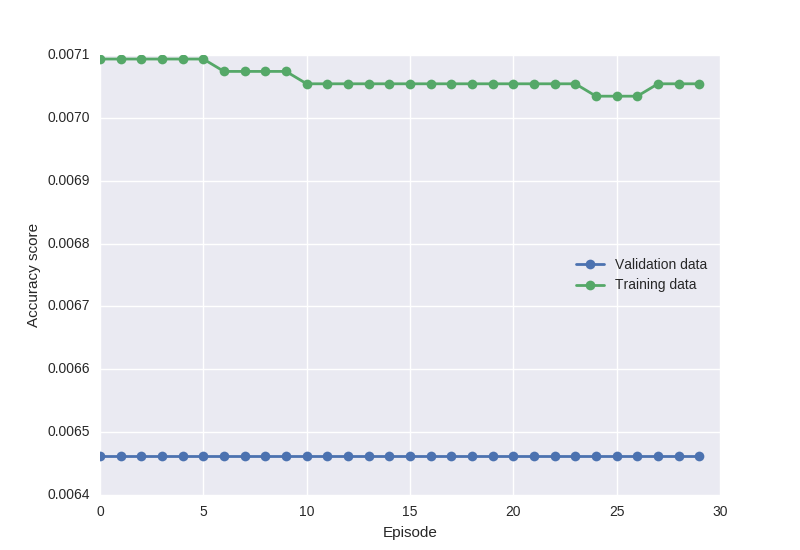 0.0071
0.0070
0.0069
0.0068
0.0067
0.0066
0.0065
0.0064
Accuracy score
Validation data
Training data
0 5 10 15 20 25 30
Episode